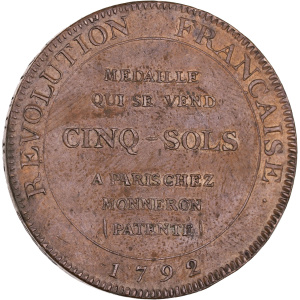 REVOLUTION FRANCAISE
MEDAILLE
QUI SE VEND
CINQ-SOLS
A PARIS CHEZ
MONNERON
(PATENTÉ)
1792